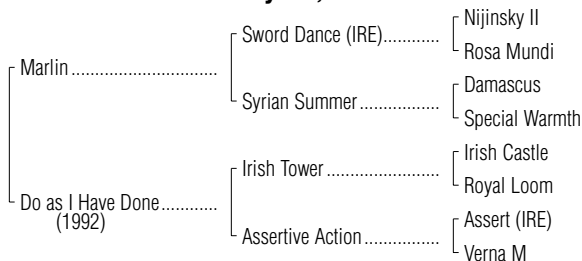 Nijinsky II
Sword Dance (IRE)...........
Rosa Mundi
Marlin.............................
Damascus
Syrian Summer................
Special Warmth
Irish Castle
Irish Tower......................
Royal Loom
Do as I Have Done...........
(1992)
Assert (IRE)
Assertive Action...............
Verna M